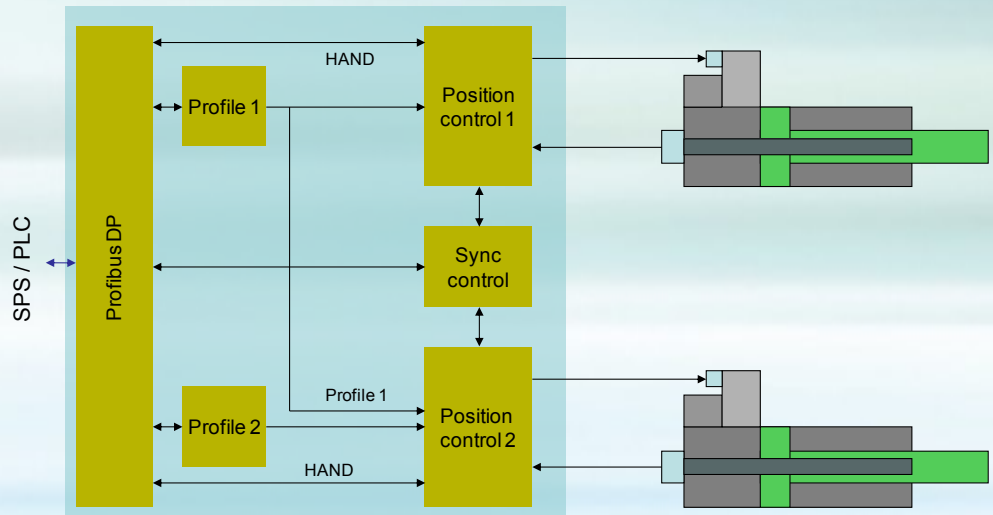 HAND
Profile 1
Position
control 1
SPS / PLC
Profibus DP
Sync
control
Profile 1
Profile 2
Position
control 2
HAND